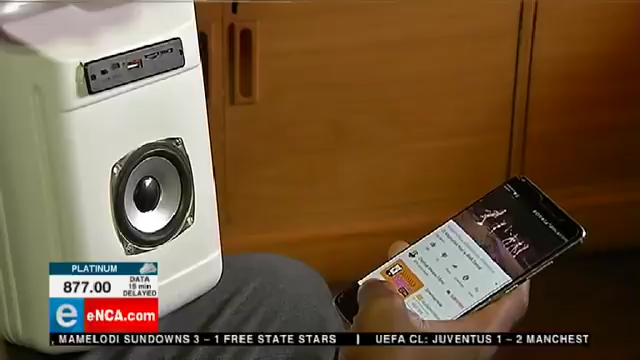 PLATINUM
877.00
DATA
15 min
DELAYED
e eNCA.com
MAMELODI SUNDOWNS 3 - 1 FREE STATE STARS | UEFA CL: JUVENTUS 1 - 2 MANCHEST